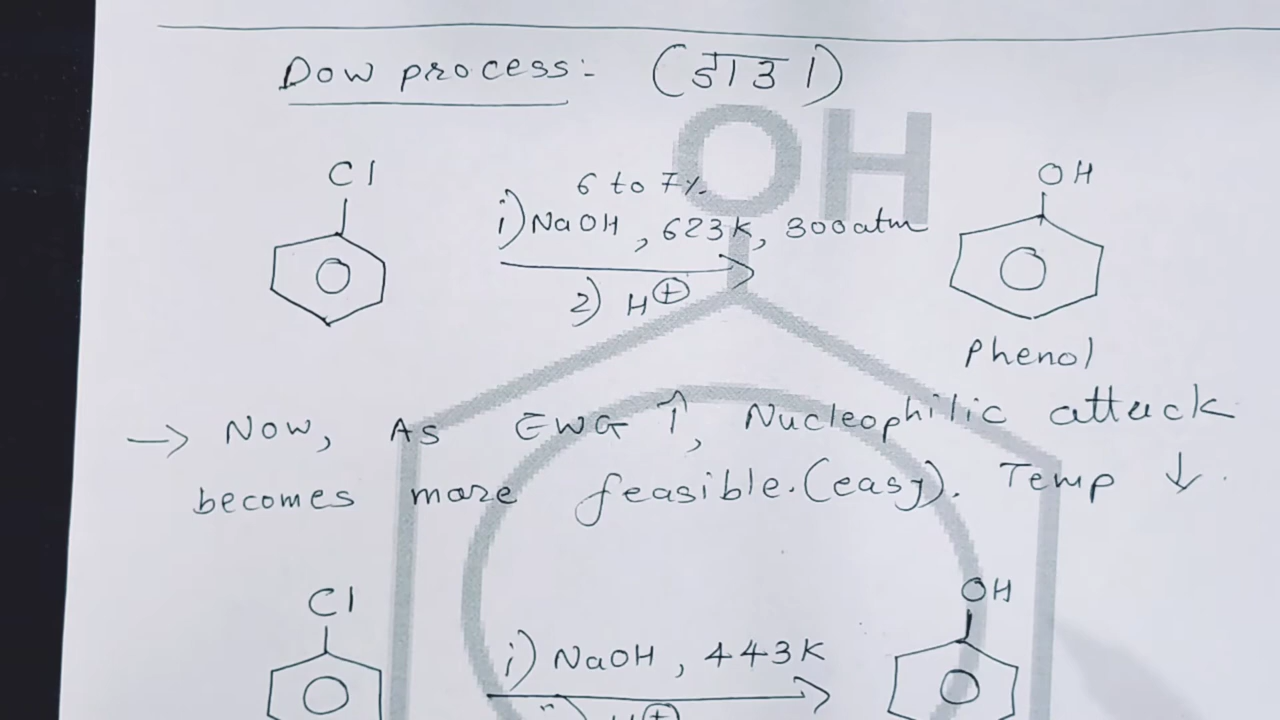 Dow process:- (डाउ।)
Cl
OH
OH
6 to 7%.
i) NaOH, 623K, 300atm
2) H⊕
Phenol
→ Now, As EWG ↑, Nucleophilic attack
becomes more feasible.(easy). Temp ↓.
Cl
OH
i) NaOH, 443K
H⊕